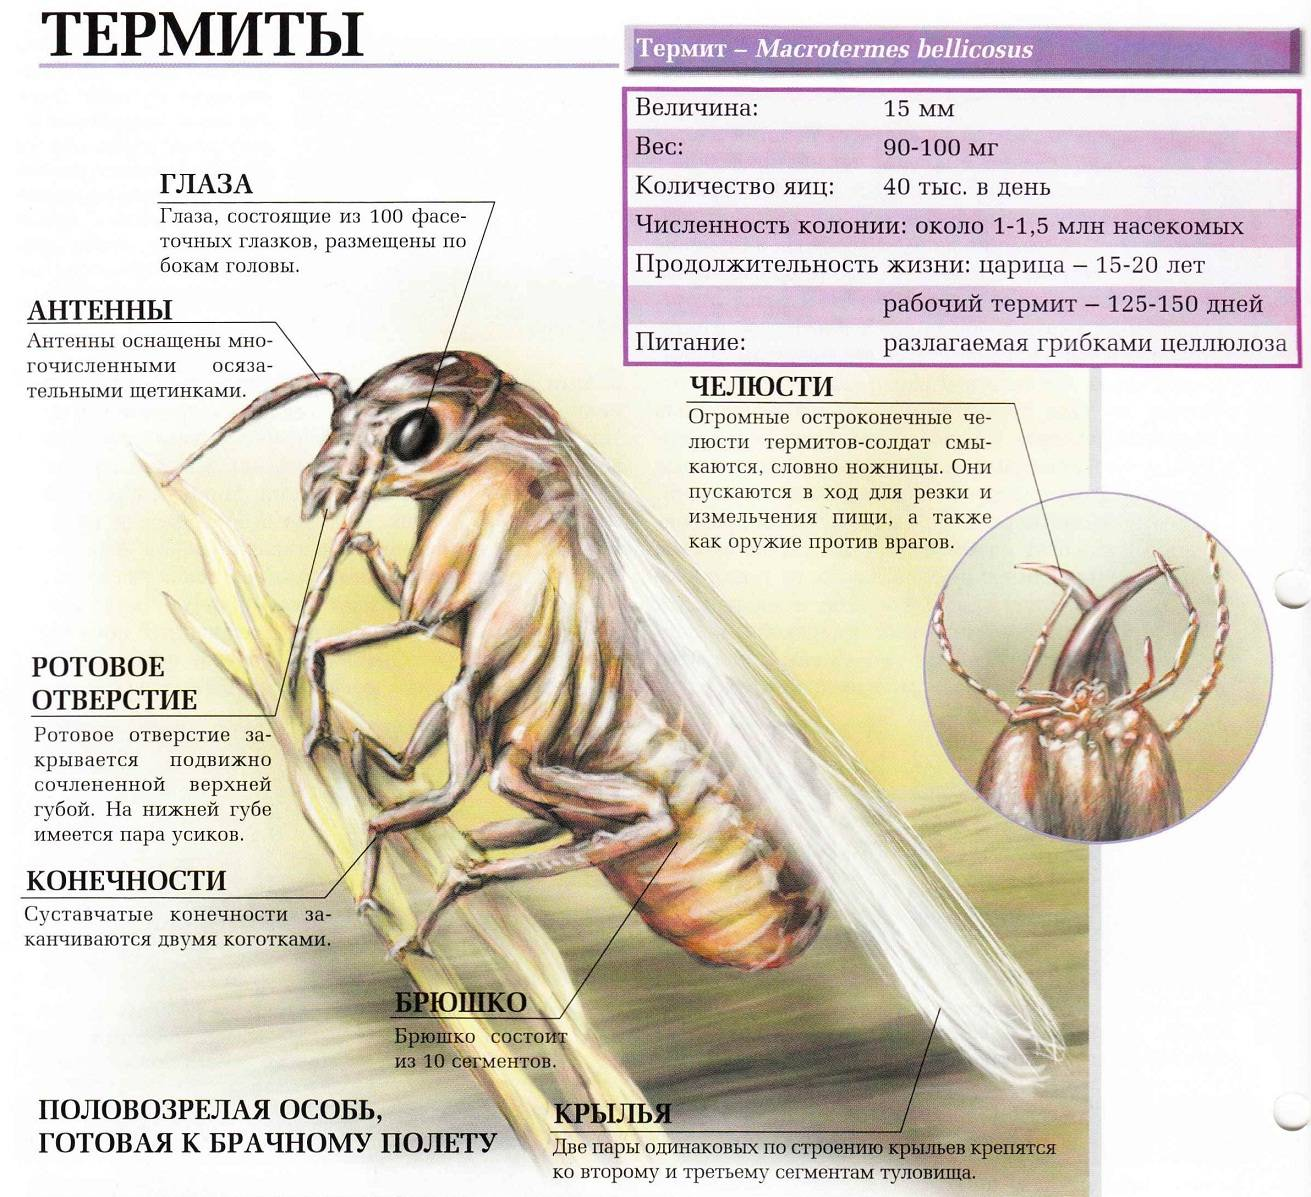 ТЕРМИТЫ
Термит – Macrotermes bellicosus
Величина: 15 мм
Вес: 90-100 мг
Количество яиц: 40 тыс. в день
Численность колонии: около 1-1,5 млн насекомых
Продолжительность жизни: царица – 15-20 лет
рабочий термит – 125-150 дней
Питание: разлагаемая грибками целлюлоза
ГЛАЗА
Глаза, состоящие из 100 фасе-
точных глазков, размещены по
бокам головы.
АНТЕННЫ
Антенны оснащены мно-
гочисленными осяза-
тельными щетинками.
ЧЕЛЮСТИ
Огромные остроконечные че-
люсти термитов-солдат смы-
каются, словно ножницы. Они
пускаются в ход для резки и
измельчения пищи, а также
как оружие против врагов.
РОТОВОЕ
ОТВЕРСТИЕ
Ротовое отверстие за-
крывается подвижно
сочлененной верхней
губой. На нижней губе
имеется пара усиков.
КОНЕЧНОСТИ
Суставчатые конечности за-
канчиваются двумя коготками.
БРЮШКО
Брюшко состоит
из 10 сегментов.
ПОЛОВОЗРЕЛАЯ ОСОБЬ,
ГОТОВАЯ К БРАЧНОМУ ПОЛЕТУ
КРЫЛЬЯ
Две пары одинаковых по строению крыльев крепятся
ко второму и третьему сегментам туловища.